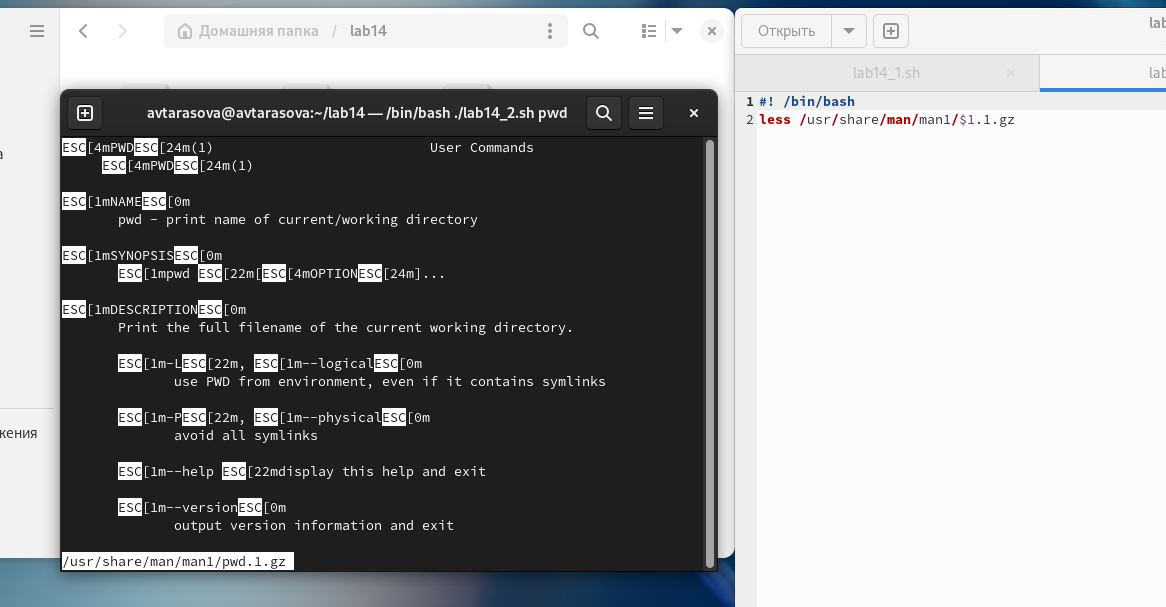 Домашняя папка / lab14
Открыть
lab
lab14_1.sh
lab
avtarasova@avtarasova:~/lab14 — /bin/bash ./lab14_2.sh pwd
ESC[4mPWDESC[24m(1) User Commands
ESC[4mPWDESC[24m(1)
ESC[1mNAMEESC[0m
pwd - print name of current/working directory
ESC[1mSYNOPSISESC[0m
ESC[1mpwd ESC[22m[ESC[4mOPTIONESC[24m]...
ESC[1mDESCRIPTIONESC[0m
Print the full filename of the current working directory.
ESC[1m-LESC[22m, ESC[1m--logicalESC[0m
use PWD from environment, even if it contains symlinks
ESC[1m-PESC[22m, ESC[1m--physicalESC[0m
avoid all symlinks
ESC[1m--help ESC[22mdisplay this help and exit
ESC[1m--versionESC[0m
output version information and exit
/usr/share/man/man1/pwd.1.gz
а
жения
1 #! /bin/bash
2 less /usr/share/man/man1/$1.1.gz